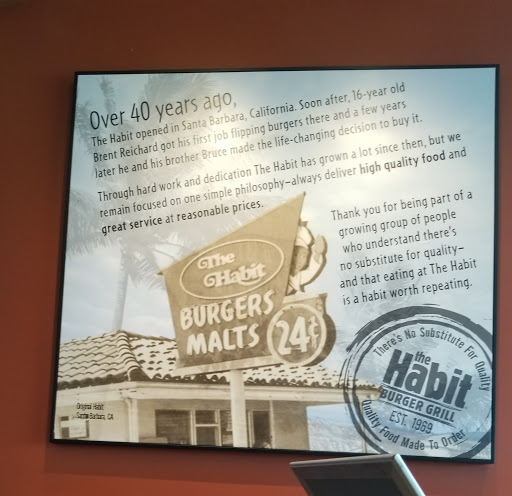 Over 40 years ago,
The Habit opened in Santa Barbara, California. Soon after, 16-year old
Brent Reichard got his first job flipping burgers there and a few years
later he and his brother Bruce made the life-changing decision to buy it.
Through hard work and dedication The Habit has grown a lot since then, but we
remain focused on one simple philosophy–always deliver high quality food and
great service at reasonable prices.
Thank you for being part of a
growing group of people
who understand there's
no substitute for quality–
and that eating at The Habit
is a habit worth repeating.
The
Habit
BURGERS
MALTS
24¢
There's No Substitute For Quality
the
Habit
BURGER GRILL
EST. 1969
Quality Food Made To Order
Original Habit
Santa Barbara, CA